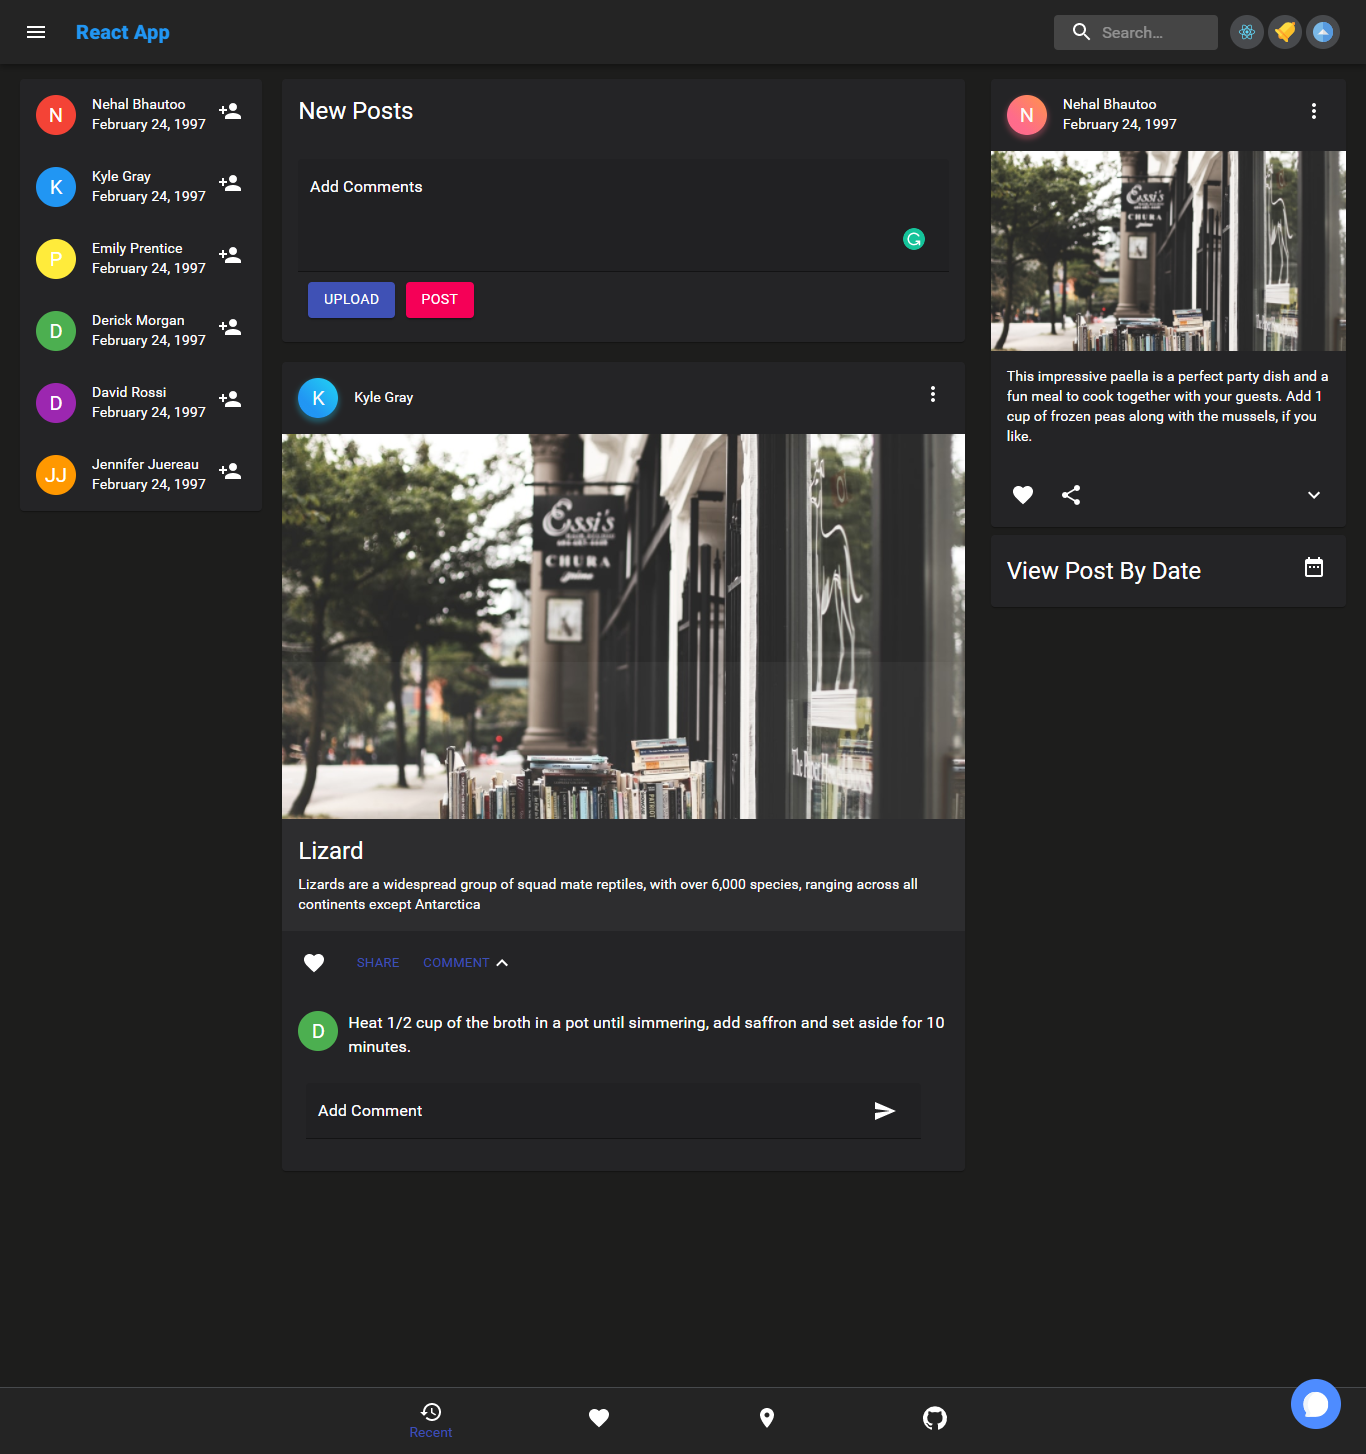 React App
Search...
N
Nehal Bhautoo
February 24, 1997
K
Kyle Gray
February 24, 1997
P
Emily Prentice
February 24, 1997
D
Derick Morgan
February 24, 1997
D
David Rossi
February 24, 1997
JJ
Jennifer Juereau
February 24, 1997
New Posts
Add Comments
UPLOAD
POST
K
Kyle Gray
Essi's
CHURA
Lizard
Lizards are a widespread group of squad mate reptiles, with over 6,000 species, ranging across all
continents except Antarctica
SHARE
COMMENT
D
Heat 1/2 cup of the broth in a pot until simmering, add saffron and set aside for 10
minutes.
Add Comment
N
Nehal Bhautoo
February 24, 1997
Essi's
CHURA
This impressive paella is a perfect party dish and a
fun meal to cook together with your guests. Add 1
cup of frozen peas along with the mussels, if you
like.
View Post By Date
Recent